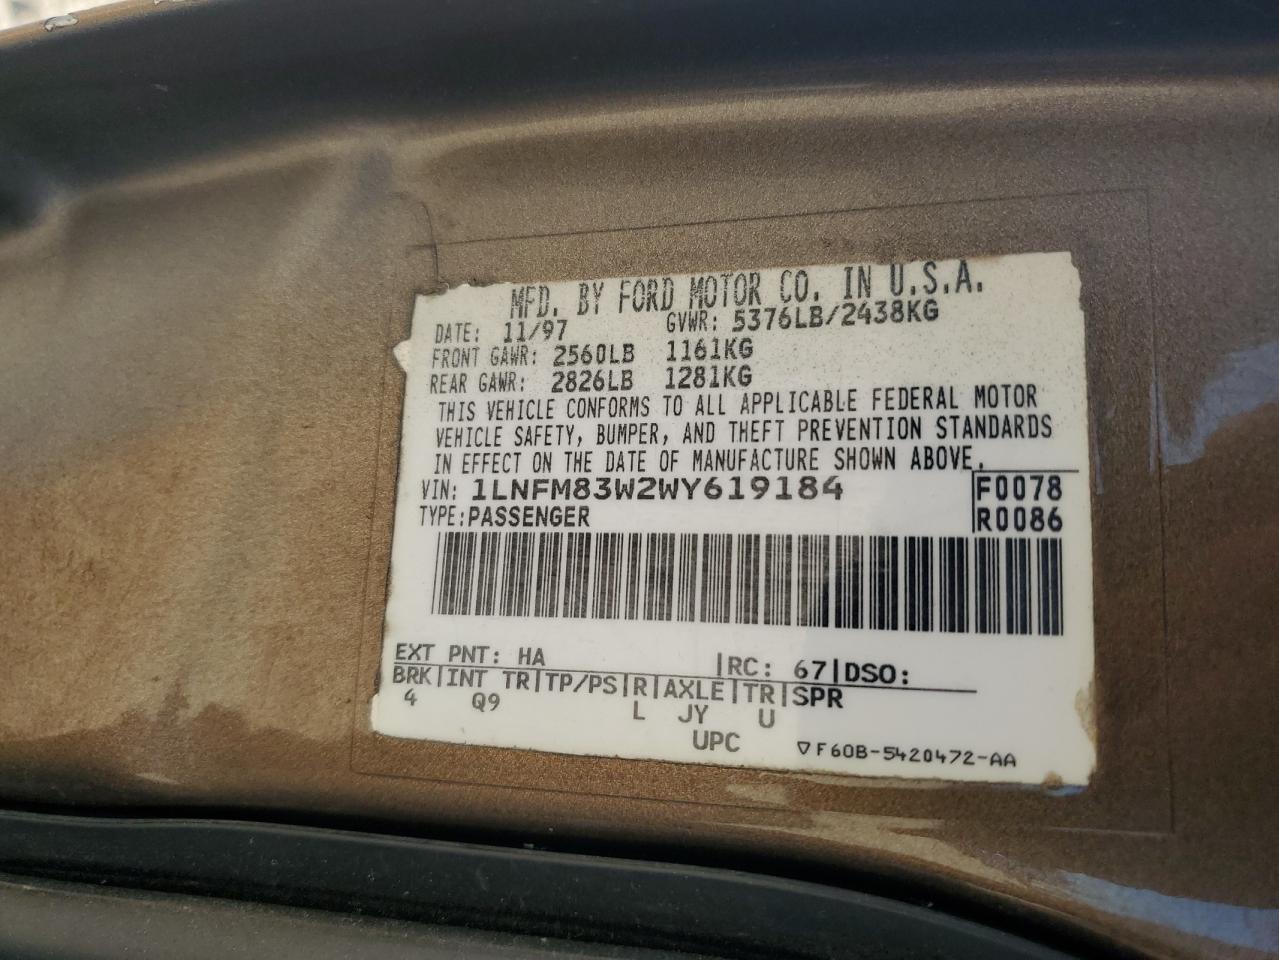 MFD. BY FORD MOTOR CO. IN U.S.A.
DATE: 11/97 GVWR: 5376LB/2438KG
FRONT GAWR: 2560LB 1161KG
REAR GAWR: 2826LB 1281KG
THIS VEHICLE CONFORMS TO ALL APPLICABLE FEDERAL MOTOR
VEHICLE SAFETY, BUMPER, AND THEFT PREVENTION STANDARDS
IN EFFECT ON THE DATE OF MANUFACTURE SHOWN ABOVE.
VIN: 1LNFM83W2WY619184 F0078
TYPE: PASSENGER R0086
EXT PNT: HA |RC: 67|DSO:
BRK|INT TR|TP/PS|R|AXLE|TR|SPR
4 Q9 L JY U
UPC ▽F60B-5420472-AA